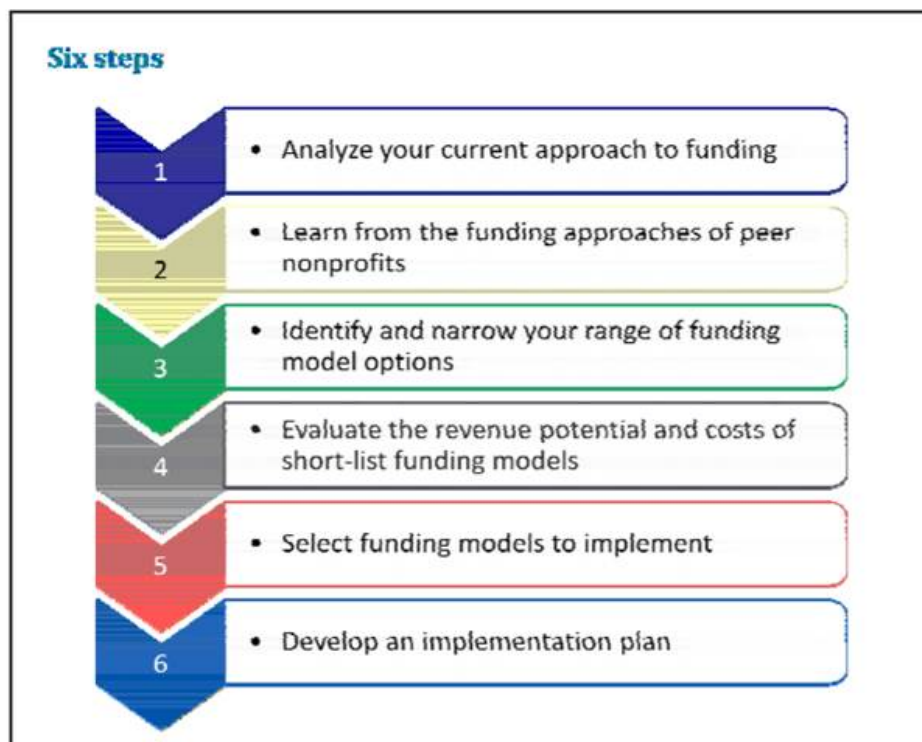 Six steps
1
• Analyze your current approach to funding
2
• Learn from the funding approaches of peer
nonprofits
3
• Identify and narrow your range of funding
model options
4
• Evaluate the revenue potential and costs of
short-list funding models
5
• Select funding models to implement
6
• Develop an implementation plan